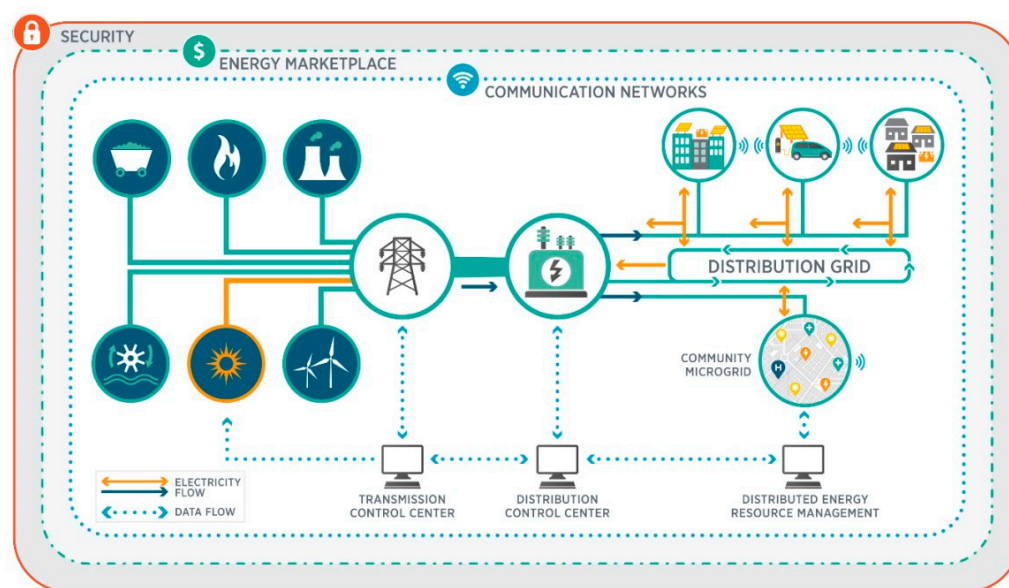 SECURITY
$
ENERGY MARKETPLACE
COMMUNICATION NETWORKS
DISTRIBUTION GRID
COMMUNITY
MICROGRID
H
ELECTRICITY
FLOW
DATA FLOW
TRANSMISSION
CONTROL CENTER
DISTRIBUTION
CONTROL CENTER
DISTRIBUTED ENERGY
RESOURCE MANAGEMENT